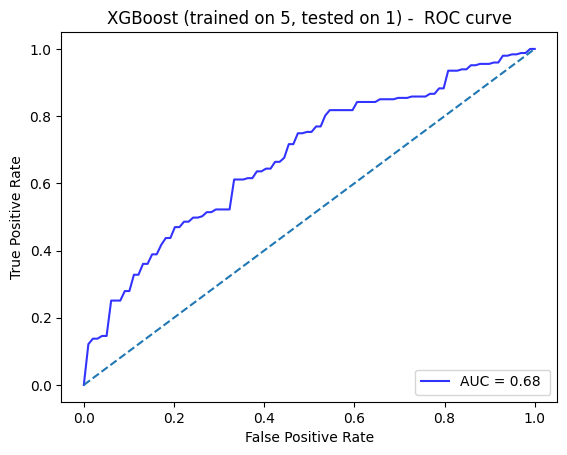 XGBoost (trained on 5, tested on 1) -  ROC curve
True Positive Rate
1.0
0.8
0.6
0.4
0.2
0.0
AUC = 0.68
0.0 0.2 0.4 0.6 0.8 1.0
False Positive Rate